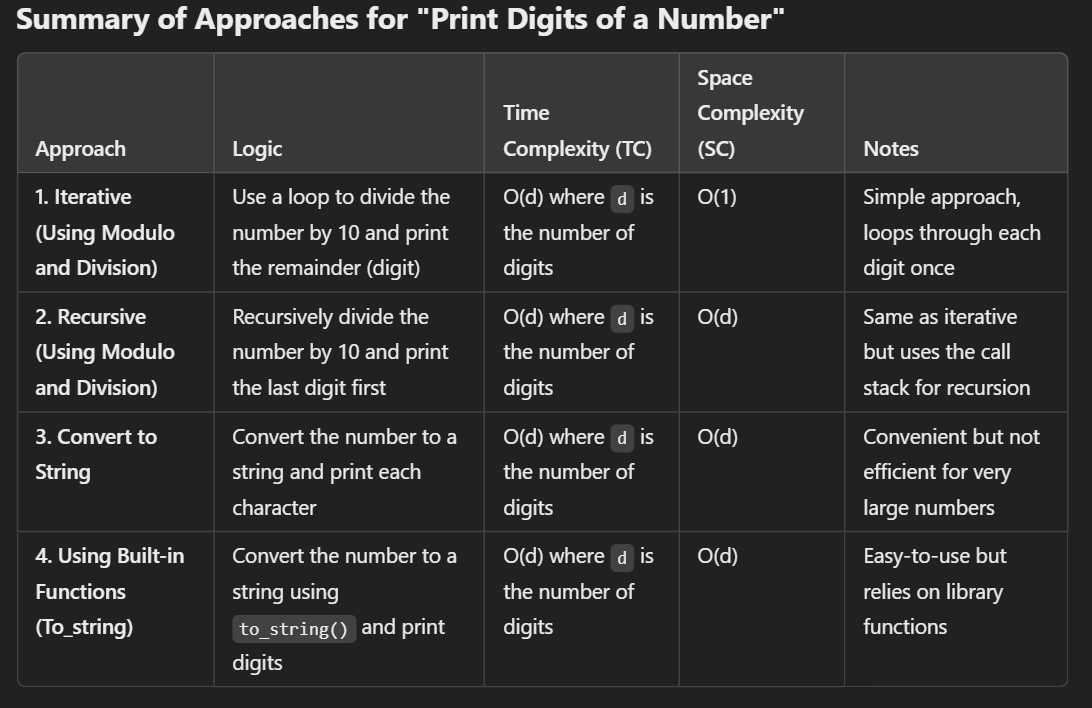 Summary of Approaches for "Print Digits of a Number"
Approach
Logic
Time
Complexity (TC)
Space
Complexity
(SC)
Notes
1. Iterative
(Using Modulo
and Division)
Use a loop to divide the
number by 10 and print
the remainder (digit)
O(d) where d is
the number of
digits
O(1)
Simple approach,
loops through each
digit once
2. Recursive
(Using Modulo
and Division)
Recursively divide the
number by 10 and print
the last digit first
O(d) where d is
the number of
digits
O(d)
Same as iterative
but uses the call
stack for recursion
3. Convert to
String
Convert the number to a
string and print each
character
O(d) where d is
the number of
digits
O(d)
Convenient but not
efficient for very
large numbers
4. Using Built-in
Functions
(To_string)
Convert the number to a
string using
to_string() and print
digits
O(d) where d is
the number of
digits
O(d)
Easy-to-use but
relies on library
functions